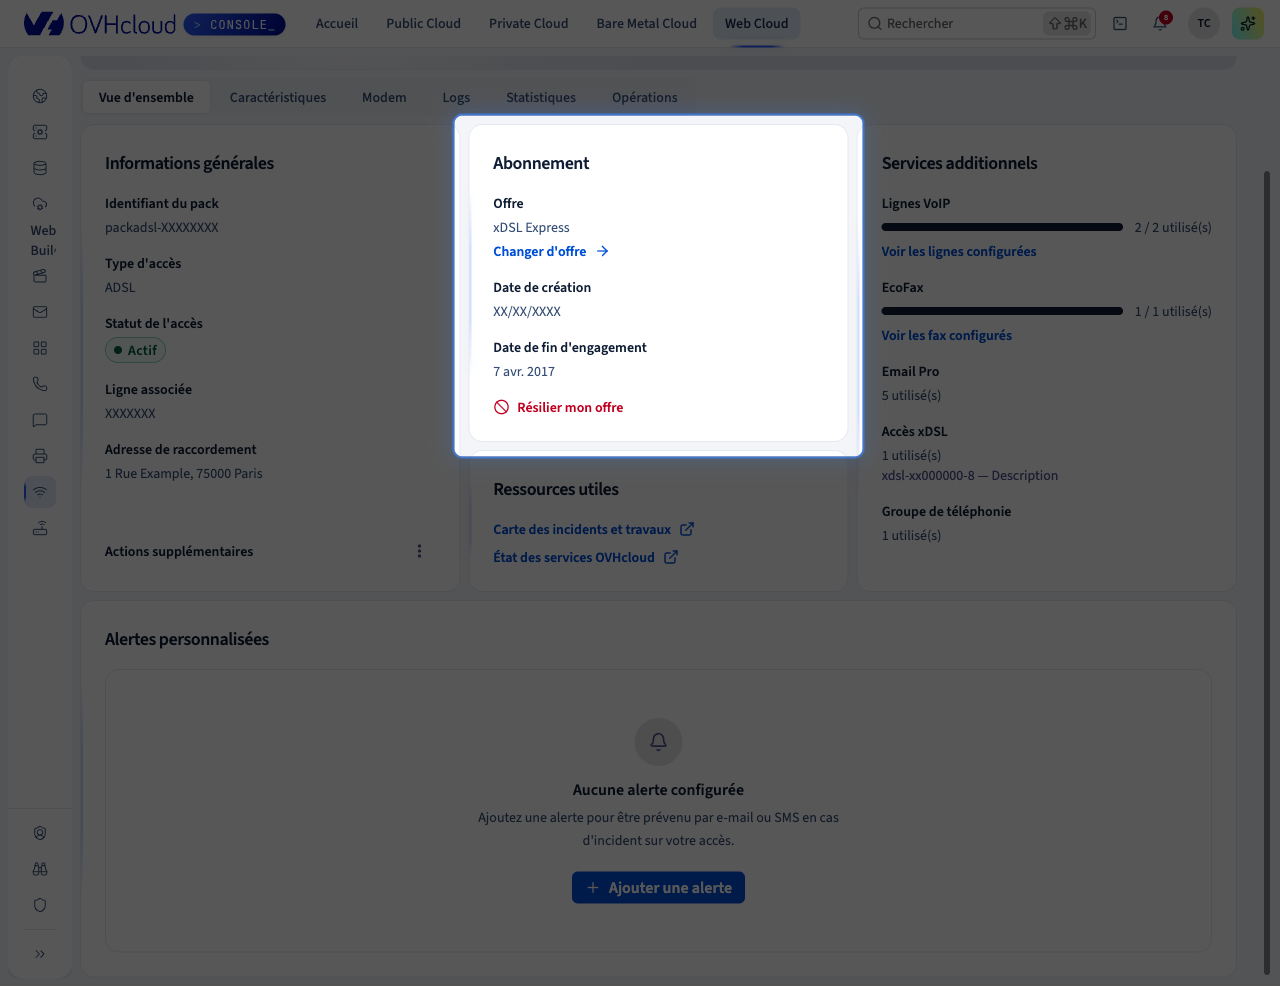 OVHcloud
> CONSOLE_
Accueil
Public Cloud
Private Cloud
Bare Metal Cloud
Web Cloud
Rechercher
⇧⌘K
8
TC
Vue d'ensemble
Caractéristiques
Modem
Logs
Statistiques
Opérations
Web
Buil
Informations générales
Identifiant du pack
packadsl-XXXXXXXX
Type d'accès
ADSL
Statut de l'accès
Actif
Ligne associée
XXXXXXX
Adresse de raccordement
1 Rue Example, 75000 Paris
Actions supplémentaires
Abonnement
Offre
xDSL Express
Changer d'offre
Date de création
XX/XX/XXXX
Date de fin d'engagement
7 avr. 2017
Résilier mon offre
Ressources utiles
Carte des incidents et travaux
État des services OVHcloud
Services additionnels
Lignes VoIP
2 / 2 utilisé(s)
Voir les lignes configurées
EcoFax
1 / 1 utilisé(s)
Voir les fax configurés
Email Pro
5 utilisé(s)
Accès xDSL
1 utilisé(s)
xdsl-xx000000-8 — Description
Groupe de téléphonie
1 utilisé(s)
Alertes personnalisées
Aucune alerte configurée
Ajoutez une alerte pour être prévenu par e-mail ou SMS en cas
d'incident sur votre accès.
+ Ajouter une alerte